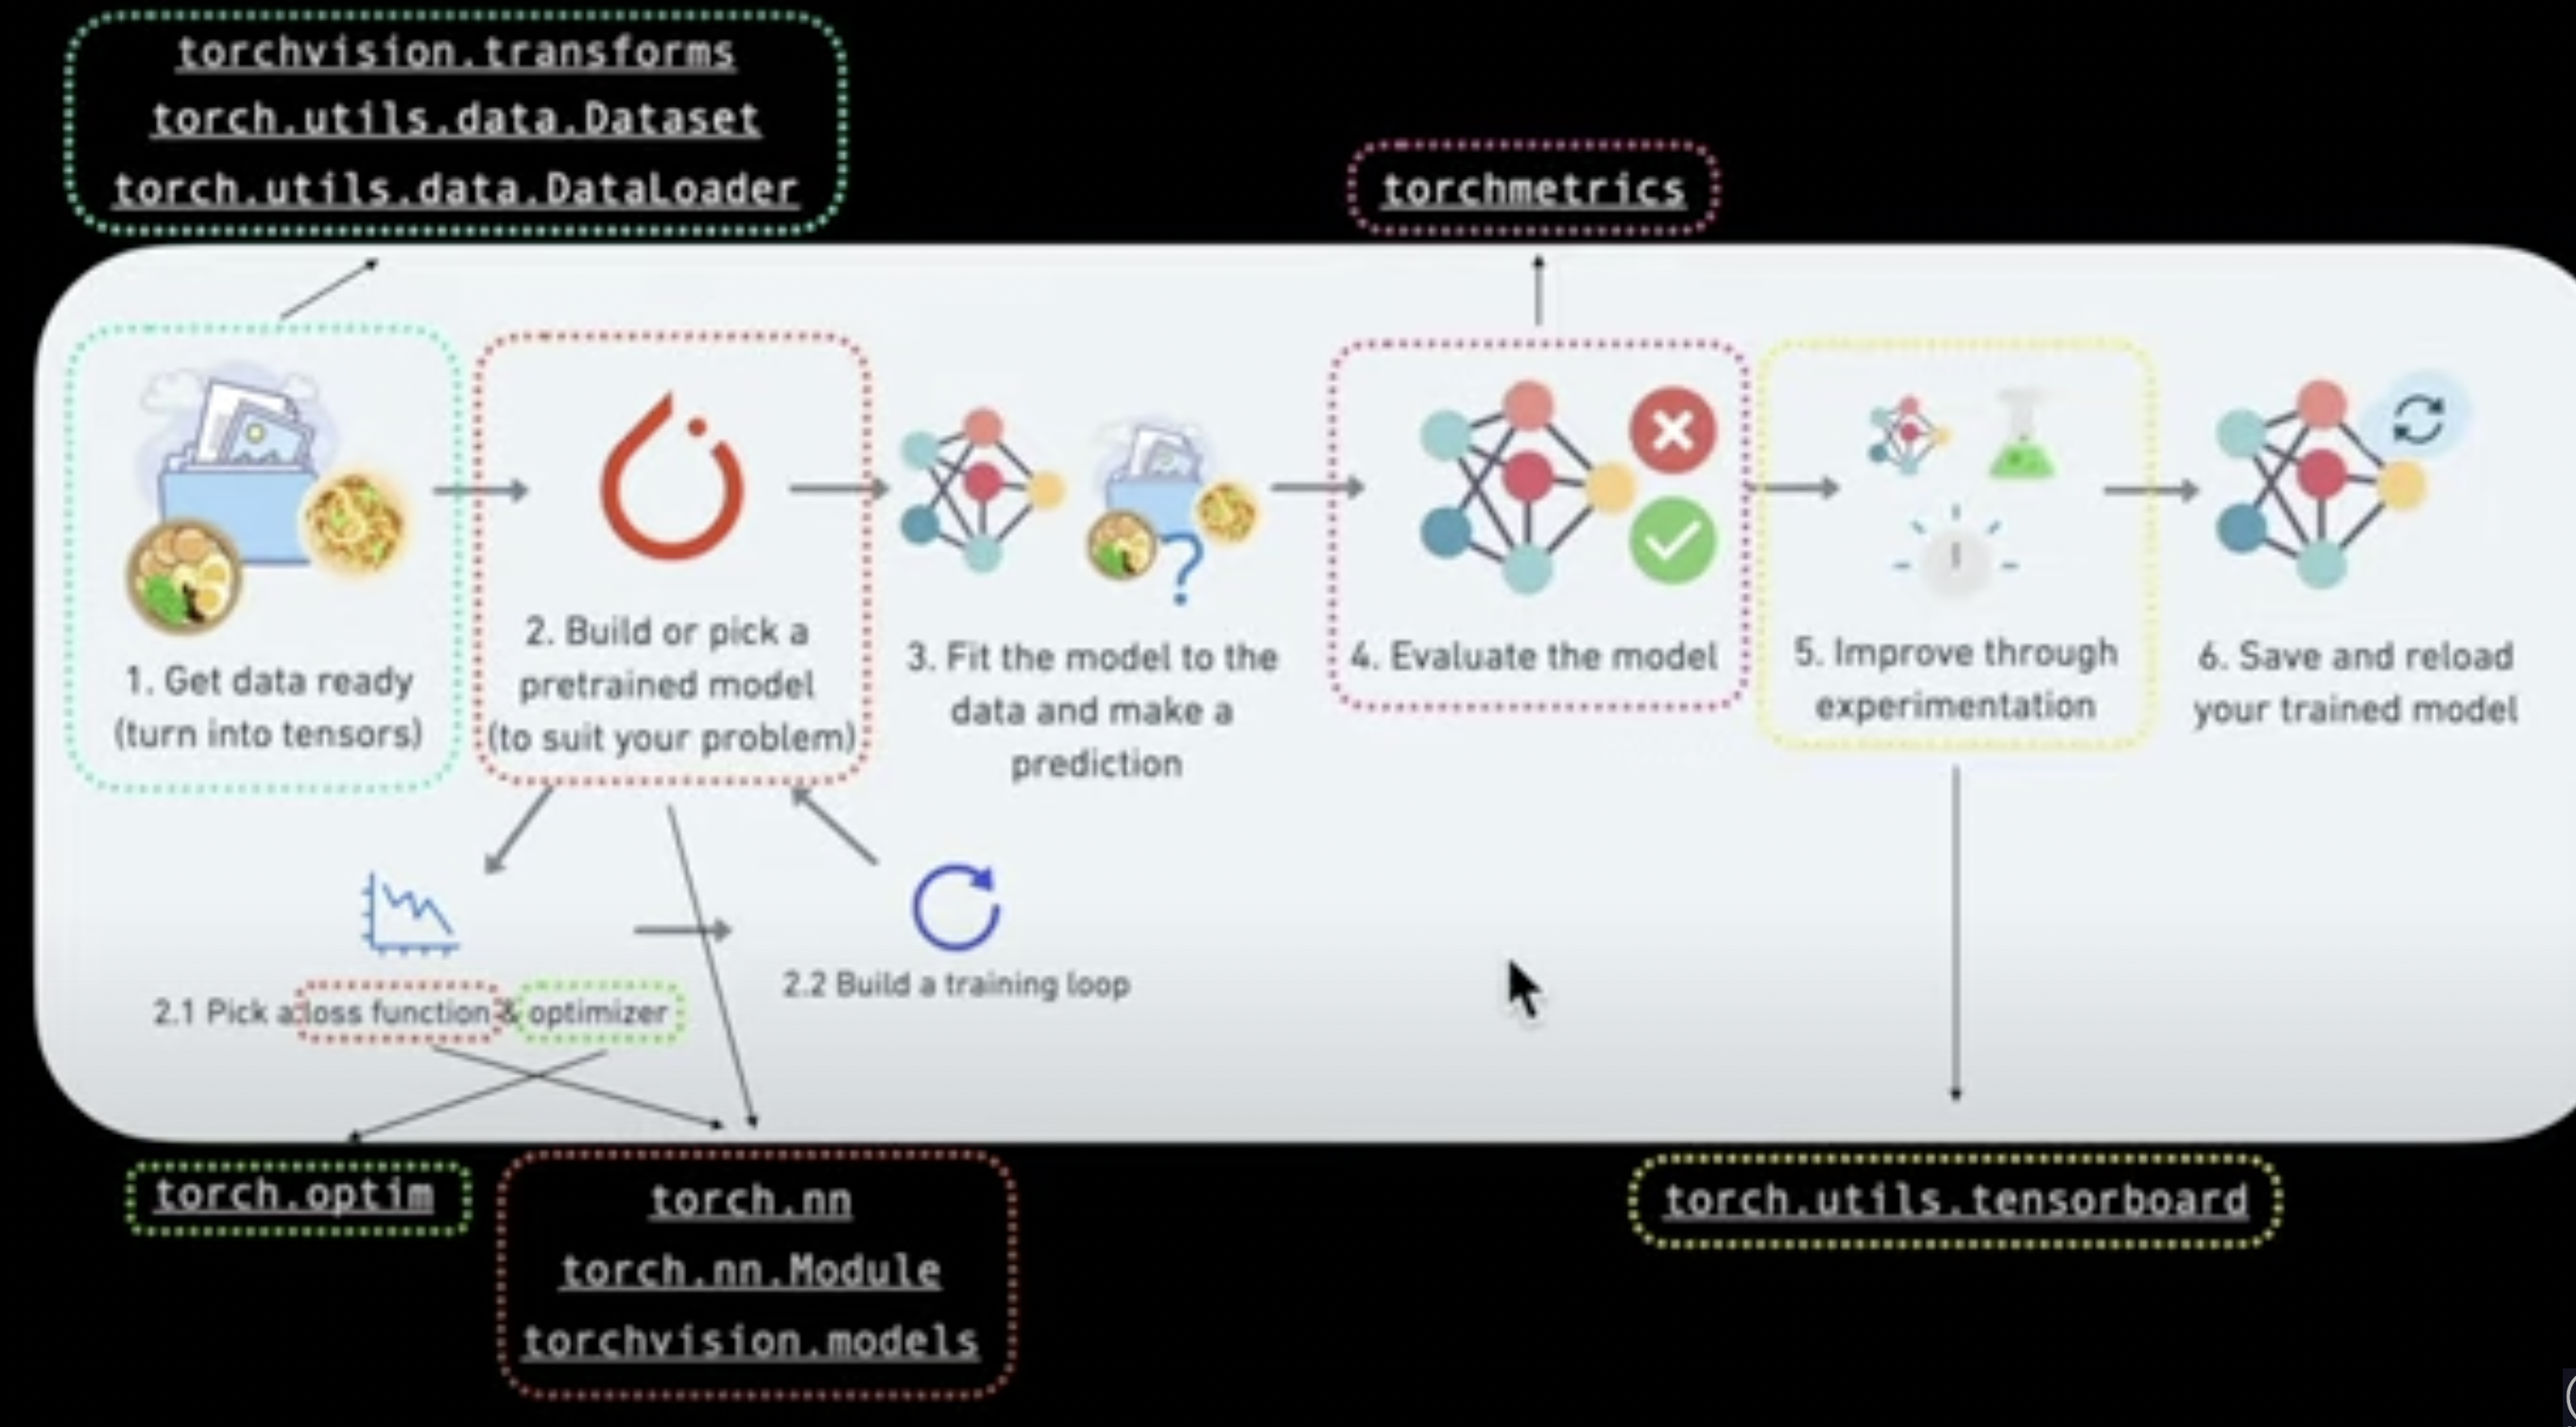 torchvision.transforms
torch.utils.data.Dataset
torch.utils.data.DataLoader
torchmetrics
1. Get data ready
(turn into tensors)
2. Build or pick a
pretrained model
(to suit your problem)
3. Fit the model to the
data and make a
prediction
4. Evaluate the model
5. Improve through
experimentation
6. Save and reload
your trained model
2.1 Pick a loss function & optimizer
2.2 Build a training loop
torch.optim
torch.nn
torch.nn.Module
torchvision.models
torch.utils.tensorboard